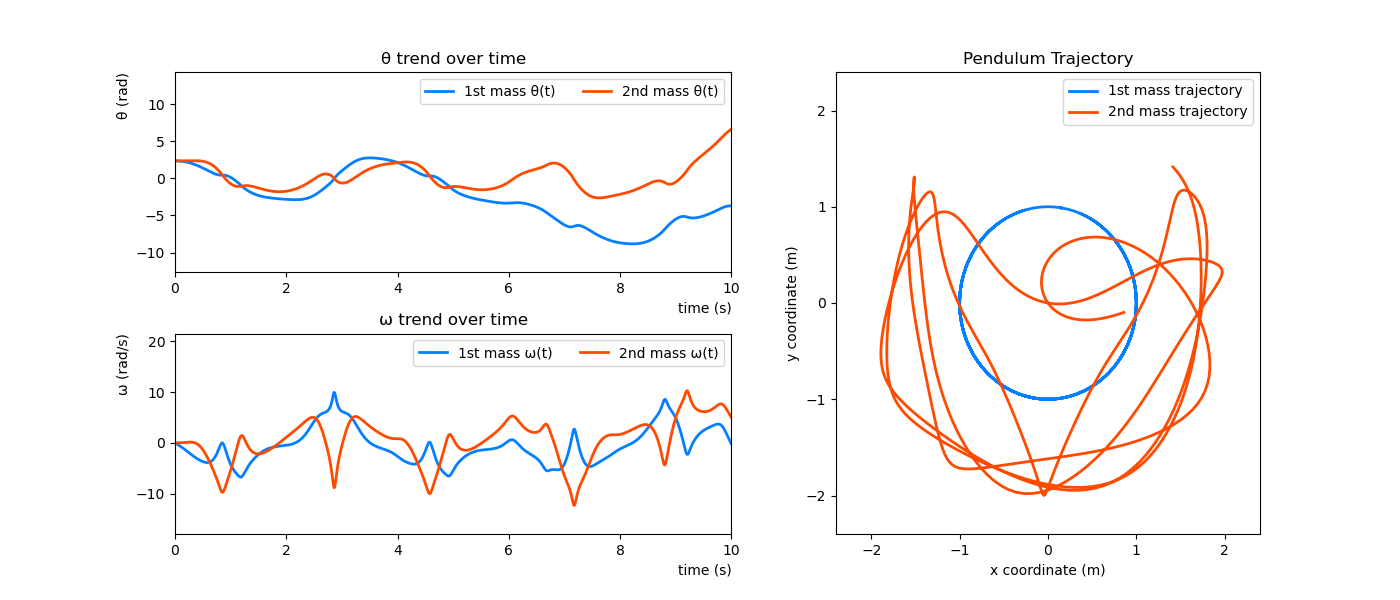 θ trend over time
θ (rad)
1st mass θ(t)
2nd mass θ(t)
10
5
0
−5
−10
0 2 4 6 8 10
time (s)
ω trend over time
ω (rad/s)
1st mass ω(t)
2nd mass ω(t)
20
10
0
−10
0 2 4 6 8 10
time (s)
Pendulum Trajectory
1st mass trajectory
2nd mass trajectory
y coordinate (m)
2
1
0
−1
−2
−2 −1 0 1 2
x coordinate (m)